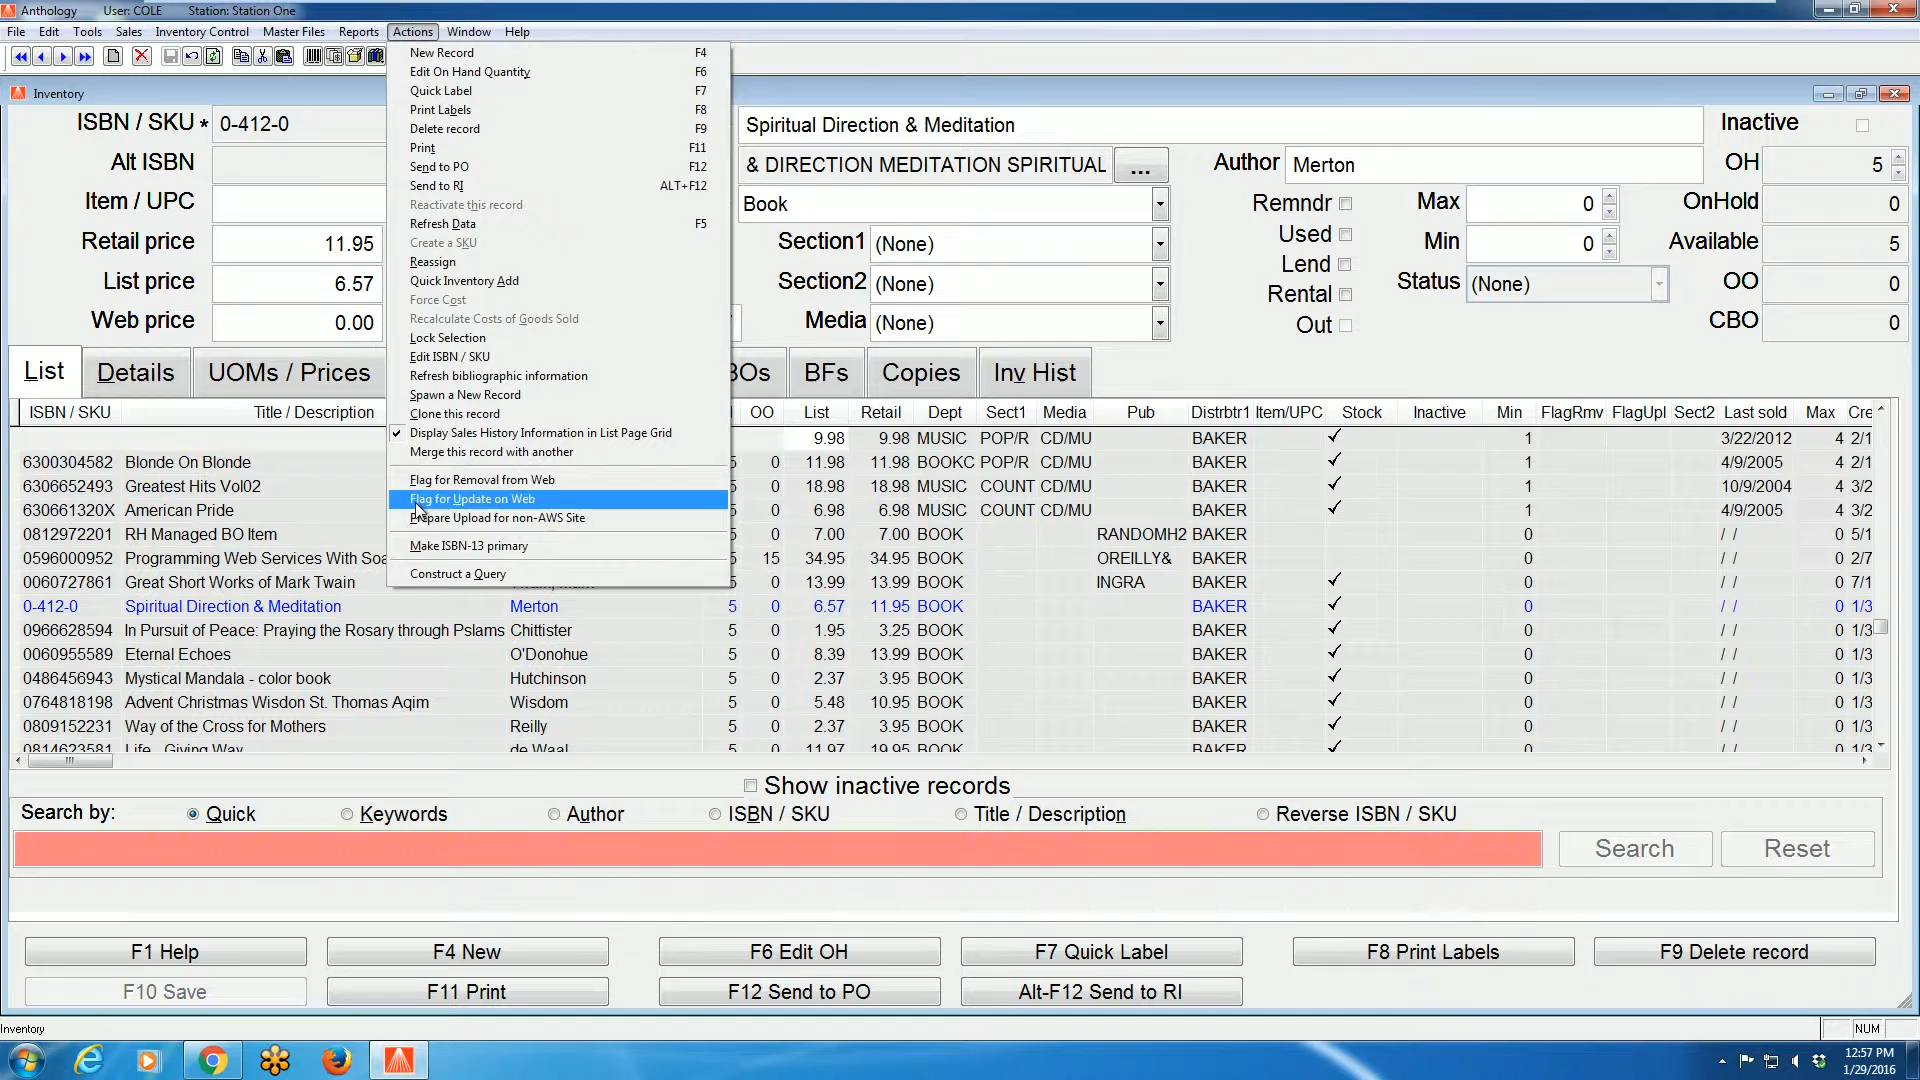 Anthology User: COLE Station: Station One
File Edit Tools Sales Inventory Control Master Files Reports Actions Window Help
Inventory
ISBN / SKU * 0-412-0
Alt ISBN
Item / UPC
Retail price 11.95
List price 6.57
Web price 0.00
New Record F4
Edit On Hand Quantity F6
Quick Label F7
Print Labels F8
Delete record F9
Print F11
Send to PO F12
Send to RI ALT+F12
Reactivate this record
Refresh Data F5
Create a SKU
Reassign
Quick Inventory Add
Force Cost
Recalculate Costs of Goods Sold
Lock Selection
Edit ISBN / SKU
Refresh bibliographic information
Spawn a New Record
Clone this record
Display Sales History Information in List Page Grid
Merge this record with another
Flag for Removal from Web
Flag for Update on Web
Prepare Upload for non-AWS Site
Make ISBN-13 primary
Construct a Query
Spiritual Direction & Meditation
& DIRECTION MEDITATION SPIRITUAL ...
Book
Section1 (None)
Section2 (None)
Media (None)
Author Merton
Remndr
Used
Lend
Rental
Out
Max 0
Min 0
Status (None)
Inactive
OH 5
OnHold 0
Available 5
OO 0
CBO 0
List Details UOMs / Prices BOs BFs Copies Inv Hist
ISBN / SKU Title / Description OO List Retail Dept Sect1 Media Pub Distrbtr1 Item/UPC Stock Inactive Min FlagRmv FlagUpl Sect2 Last sold Max Cre
9.98 9.98 MUSIC POP/R CD/MU BAKER 1 3/22/2012 4 2/1
6300304582 Blonde On Blonde 5 0 11.98 11.98 BOOKC POP/R CD/MU BAKER 1 4/9/2005 4 2/1
6306652493 Greatest Hits Vol02 5 0 18.98 18.98 MUSIC COUNT CD/MU BAKER 1 10/9/2004 4 3/2
630661320X American Pride 5 0 6.98 6.98 MUSIC COUNT CD/MU BAKER 1 4/9/2005 4 3/2
0812972201 RH Managed BO Item 5 0 7.00 7.00 BOOK RANDOMH2 BAKER 0 / / 0 5/1
0596000952 Programming Web Services With Soa 5 15 34.95 34.95 BOOK OREILLY& BAKER 0 / / 0 2/7
0060727861 Great Short Works of Mark Twain 5 0 13.99 13.99 BOOK INGRA BAKER 0 / / 0 7/1
0-412-0 Spiritual Direction & Meditation Merton 5 0 6.57 11.95 BOOK BAKER 0 / / 0 1/3
0966628594 In Pursuit of Peace: Praying the Rosary through Pslams Chittister 5 0 1.95 3.25 BOOK BAKER 0 / / 0 1/3
0060955589 Eternal Echoes O'Donohue 5 0 8.39 13.99 BOOK BAKER 0 / / 0 1/3
0486456943 Mystical Mandala - color book Hutchinson 5 0 2.37 3.95 BOOK BAKER 0 / / 0 1/3
0764818198 Advent Christmas Wisdon St. Thomas Aqim Wisdom 5 0 5.48 10.95 BOOK BAKER 0 / / 0 1/3
0809152231 Way of the Cross for Mothers Reilly 5 0 2.37 3.95 BOOK BAKER 0 / / 0 1/3
0814623581 Life - Giving Way de Waal 5 0 11.97 19.95 BOOK BAKER 0 / / 0 1/3
Show inactive records
Search by: Quick Keywords Author ISBN / SKU Title / Description Reverse ISBN / SKU
Search Reset
F1 Help F4 New F6 Edit OH F7 Quick Label F8 Print Labels F9 Delete record
F10 Save F11 Print F12 Send to PO Alt-F12 Send to RI
Inventory NUM
12:57 PM
1/29/2016